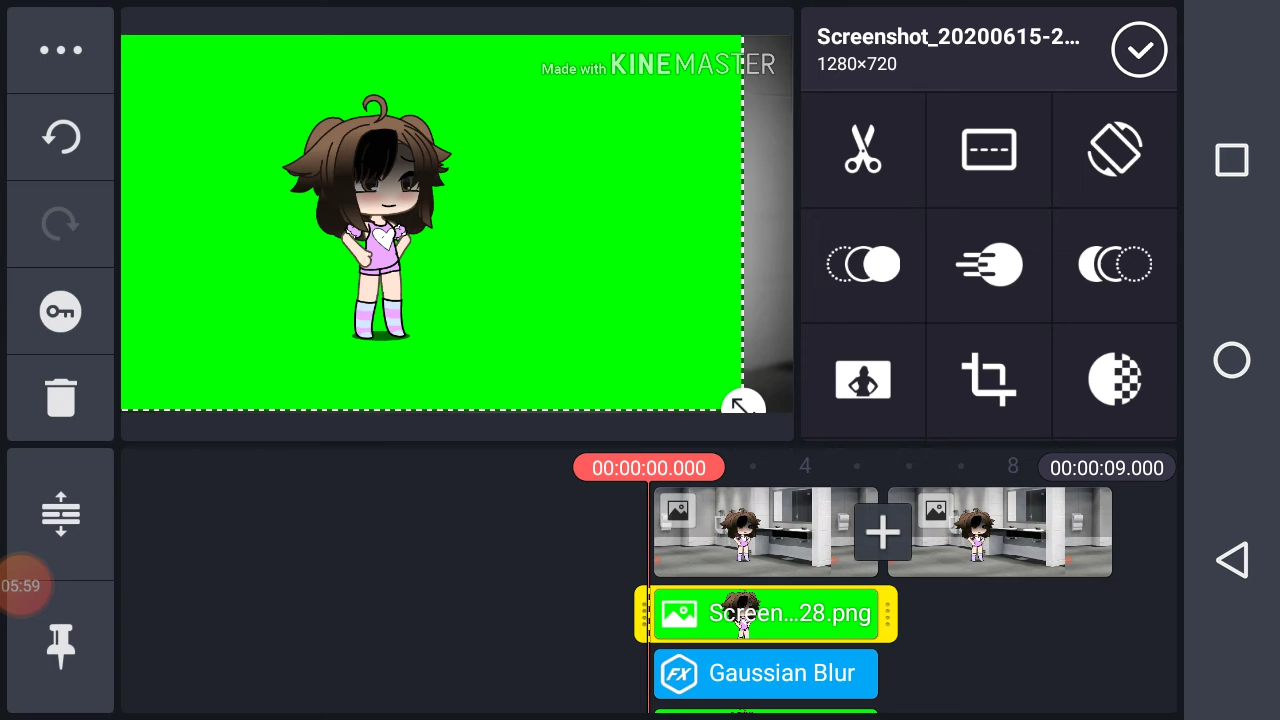 Made with KINEMASTER
Screenshot_20200615-2...
1280×720
00:00:00.000
4
8
00:00:09.000
05:59
Screen...28.png
FX
Gaussian Blur